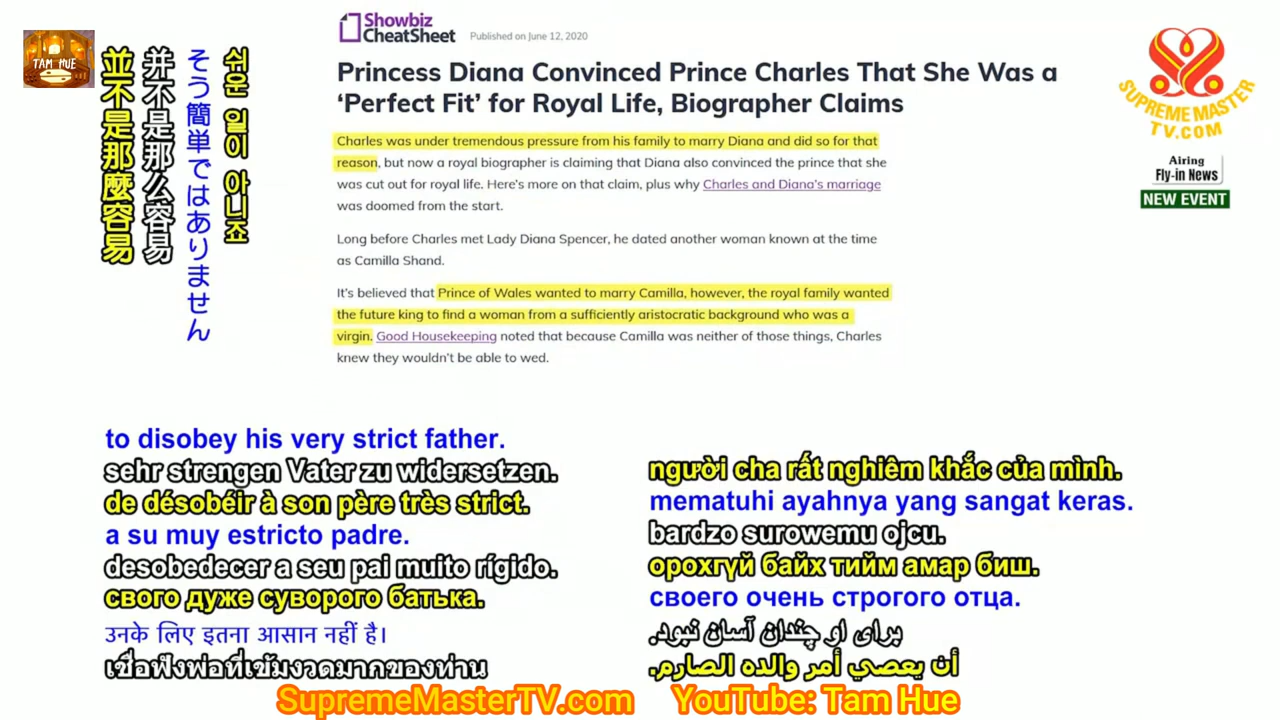 TAM HUE
並不是那麼容易
并不是那么容易
そう簡単ではありません
쉬운 일이 아니죠
Showbiz
CheatSheet
Published on June 12, 2020
Princess Diana Convinced Prince Charles That She Was a
‘Perfect Fit’ for Royal Life, Biographer Claims
Charles was under tremendous pressure from his family to marry Diana and did so for that
reason, but now a royal biographer is claiming that Diana also convinced the prince that she
was cut out for royal life. Here’s more on that claim, plus why Charles and Diana’s marriage
was doomed from the start.
Long before Charles met Lady Diana Spencer, he dated another woman known at the time
as Camilla Shand.
It’s believed that Prince of Wales wanted to marry Camilla, however, the royal family wanted
the future king to find a woman from a sufficiently aristocratic background who was a
virgin. Good Housekeeping noted that because Camilla was neither of those things, Charles
knew they wouldn’t be able to wed.
SUPREME MASTER
TV.COM
Airing
Fly-in News
NEW EVENT
to disobey his very strict father.
sehr strengen Vater zu widersetzen.
de désobéir à son père très strict.
a su muy estricto padre.
desobedecer a seu pai muito rígido.
свого дуже суворого батька.
उनके लिए इतना आसान नहीं है।
เชื่อฟังพ่อที่เข้มงวดมากของท่าน
người cha rất nghiêm khắc của mình.
mematuhi ayahnya yang sangat keras.
bardzo surowemu ojcu.
орохгүй байх тийм амар биш.
своего очень строгого отца.
برای او چندان آسان نبود.
أن يعصي أمر والده الصارم.
SupremeMasterTV.com YouTube: Tam Hue